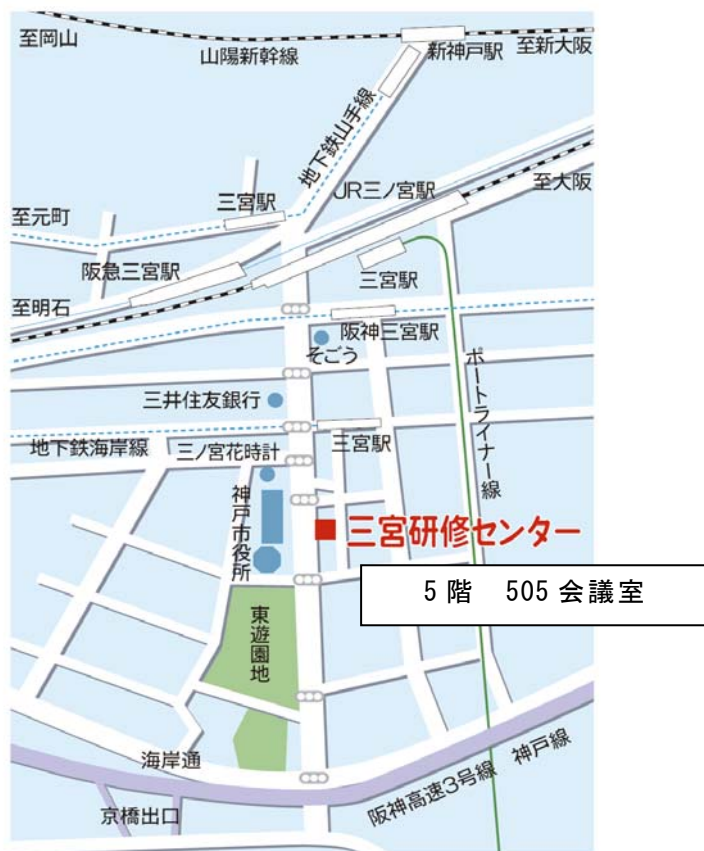 至岡山
山陽新幹線
新神戸駅
至新大阪
地下鉄山手線
三宮駅
JR三ノ宮駅
至大阪
至元町
阪急三宮駅
三宮駅
至明石
阪神三宮駅
そごう
ポートライナー線
三井住友銀行
地下鉄海岸線
三ノ宮花時計
三宮駅
神戸市役所
三宮研修センター
5階 505会議室
東遊園地
海岸通
阪神高速3号線 神戸線
京橋出口